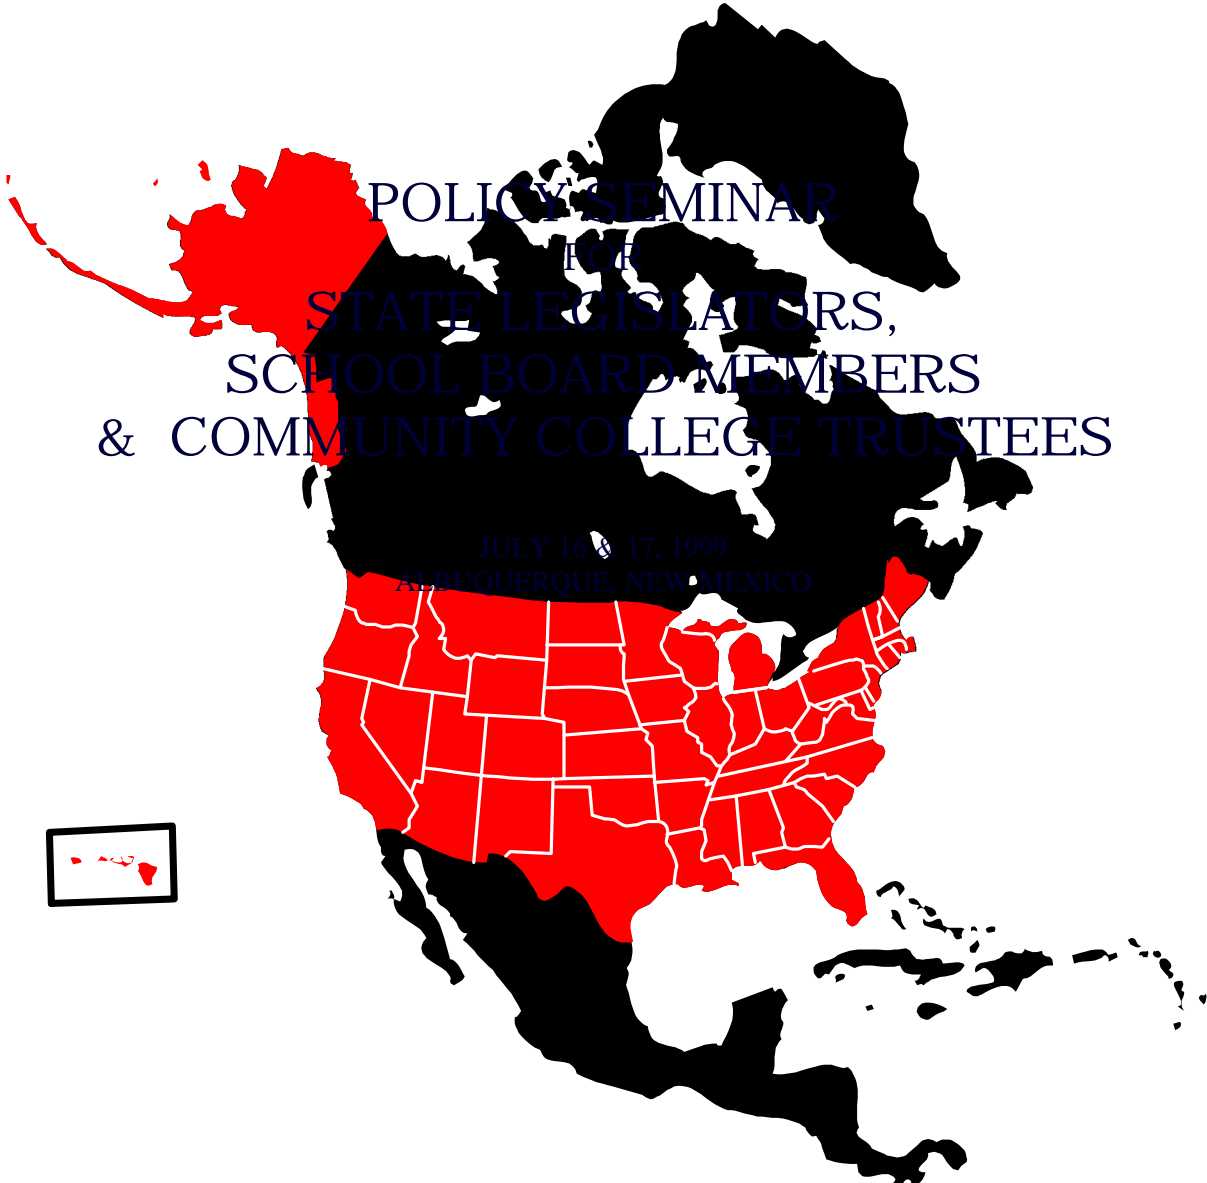 POLICY SEMINAR
FOR
STATE LEGISLATORS,
SCHOOL BOARD MEMBERS
& COMMUNITY COLLEGE TRUSTEES
JULY 16 & 17, 1999
ALBUQUERQUE, NEW MEXICO